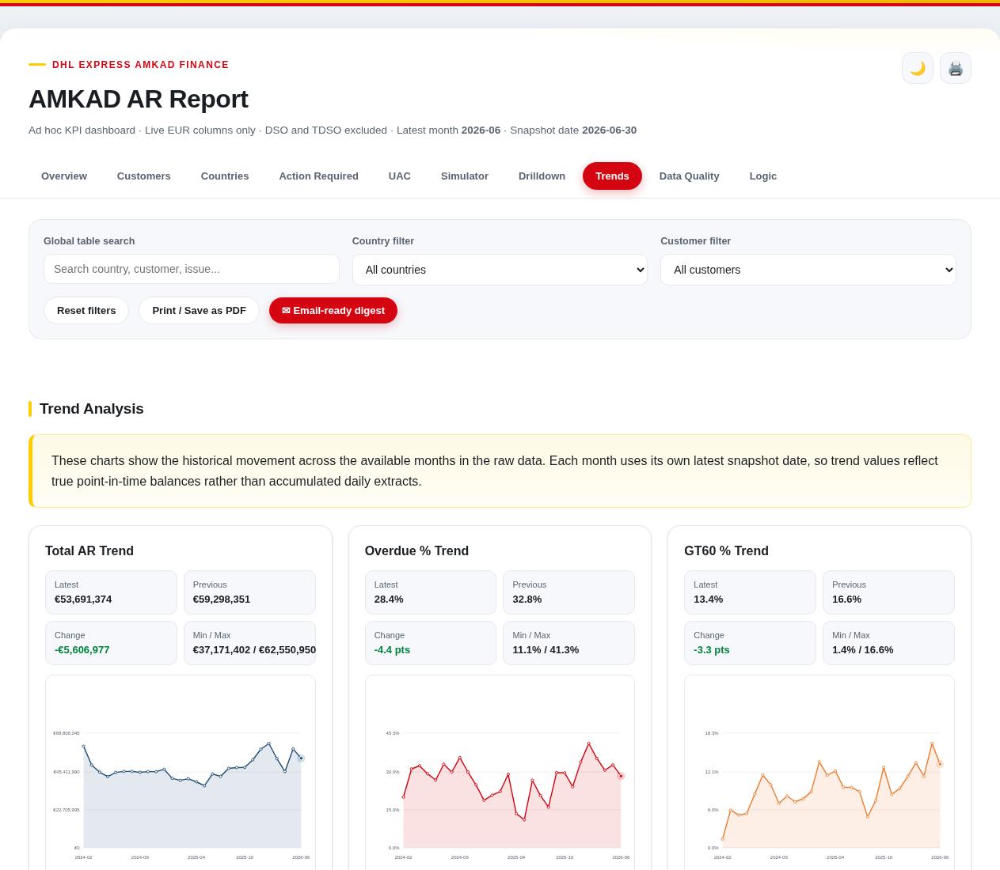 DHL EXPRESS AMKAD FINANCE
AMKAD AR Report
Ad hoc KPI dashboard · Live EUR columns only · DSO and TDSO excluded · Latest month 2026-06 · Snapshot date 2026-06-30
Overview Customers Countries Action Required UAC Simulator Drilldown Trends Data Quality Logic
Global table search Country filter Customer filter
Search country, customer, issue... All countries All customers
Reset filters Print / Save as PDF ✉ Email-ready digest
Trend Analysis
These charts show the historical movement across the available months in the raw data. Each month uses its own latest snapshot date, so trend values reflect
true point-in-time balances rather than accumulated daily extracts.
Total AR Trend
Latest Previous
€53,691,374 €59,298,351
Change Min / Max
-€5,606,977 €37,171,402 / €62,550,950
€68,806,045
€45,411,990
€22,705,995
€0
2024-02 2024-09 2025-04 2025-10 2026-06
Overdue % Trend
Latest Previous
28.4% 32.8%
Change Min / Max
-4.4 pts 11.1% / 41.3%
45.5%
30.0%
15.0%
0.0%
2024-02 2024-09 2025-04 2025-10 2026-06
GT60 % Trend
Latest Previous
13.4% 16.6%
Change Min / Max
-3.3 pts 1.4% / 16.6%
18.3%
12.1%
6.0%
0.0%
2024-02 2024-09 2025-04 2025-10 2026-06